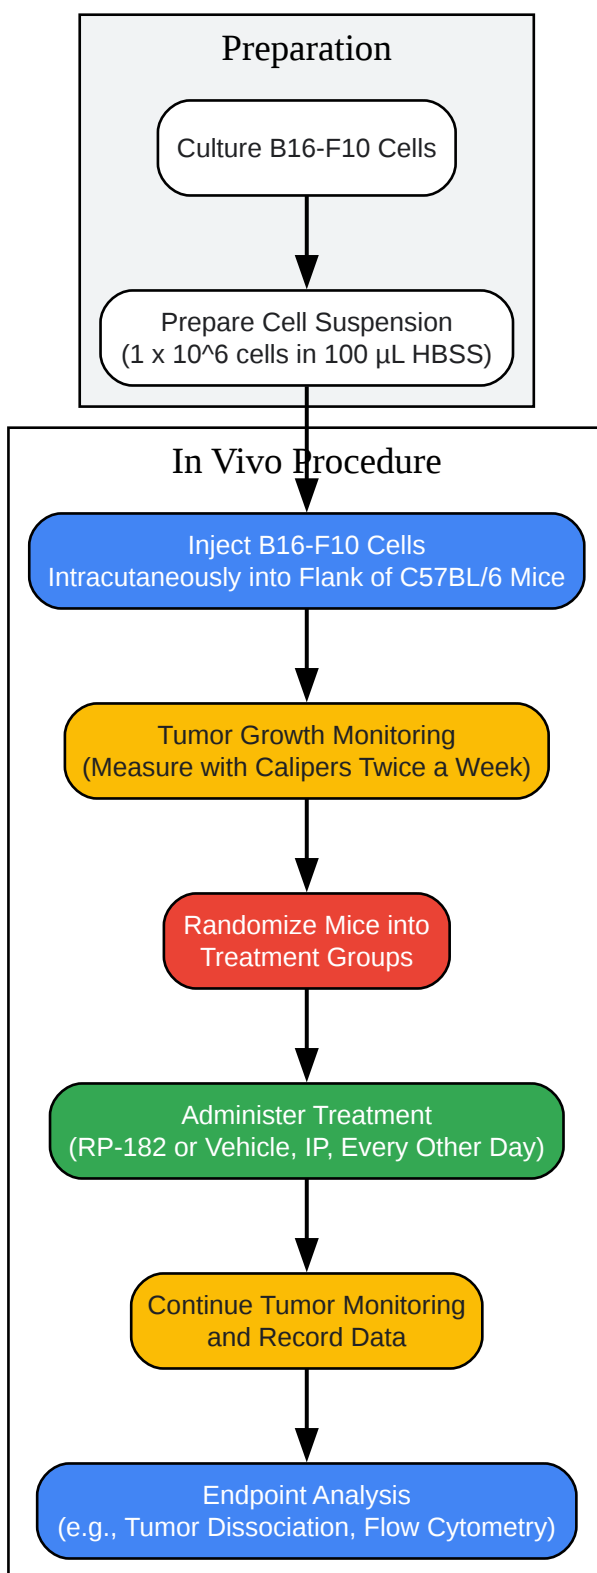 Preparation
Culture B16-F10 Cells
Prepare Cell Suspension
(1 x 10^6 cells in 100 µL HBSS)
In Vivo Procedure
Inject B16-F10 Cells
Intracutaneously into Flank of C57BL/6 Mice
Tumor Growth Monitoring
(Measure with Calipers Twice a Week)
Randomize Mice into
Treatment Groups
Administer Treatment
(RP-182 or Vehicle, IP, Every Other Day)
Continue Tumor Monitoring
and Record Data
Endpoint Analysis
(e.g., Tumor Dissociation, Flow Cytometry)